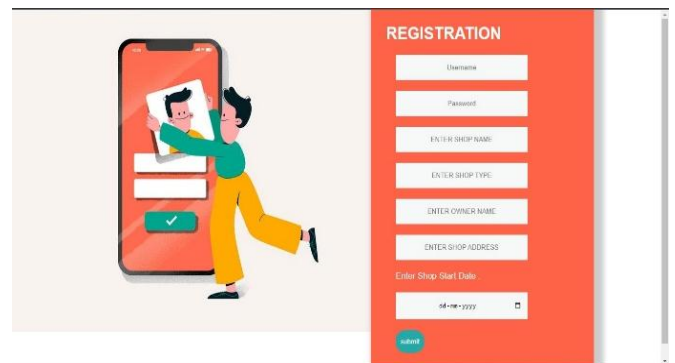 REGISTRATION
Username
Password
ENTER SHOP NAME
ENTER SHOP TYPE
ENTER OWNER NAME
ENTER SHOP ADDRESS
Enter Shop Start Date
dd-mm-yyyy
submit